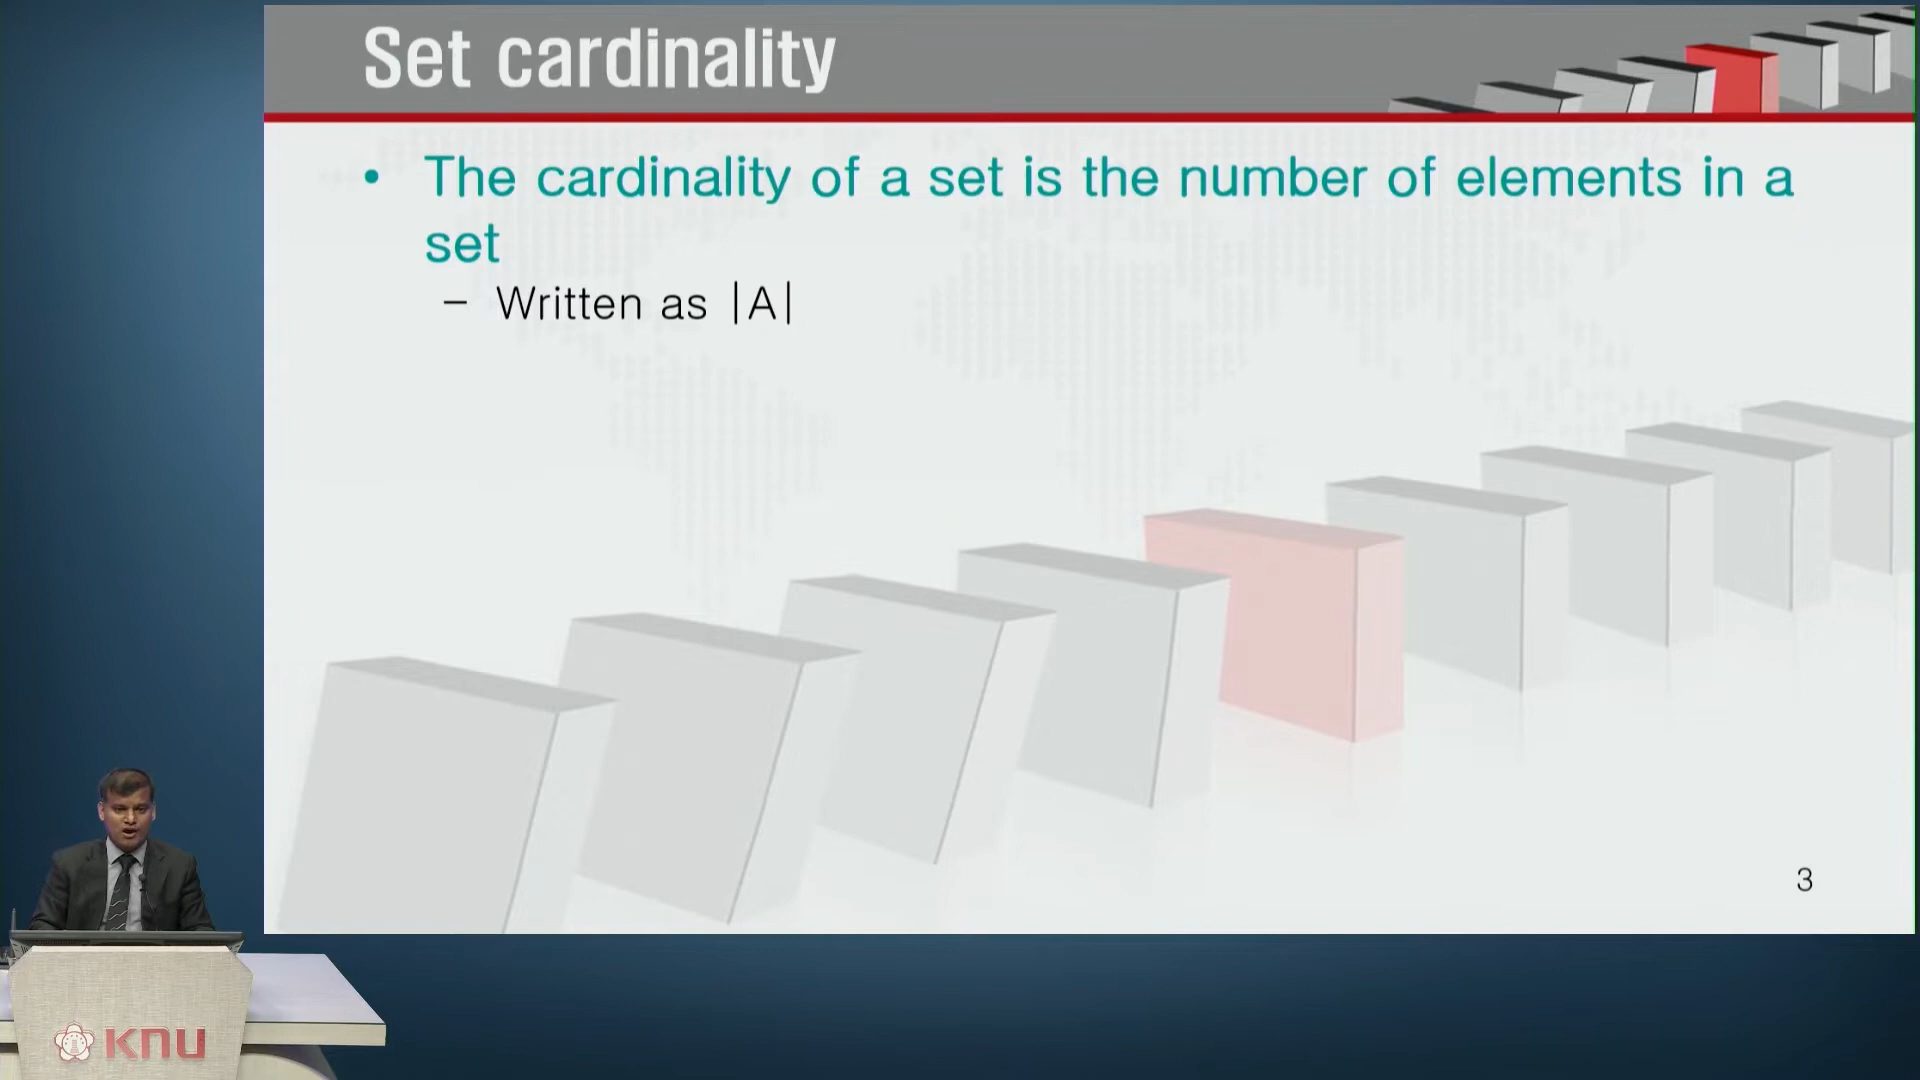 Set cardinality
• The cardinality of a set is the number of elements in a
set
– Written as |A|
3
KNU